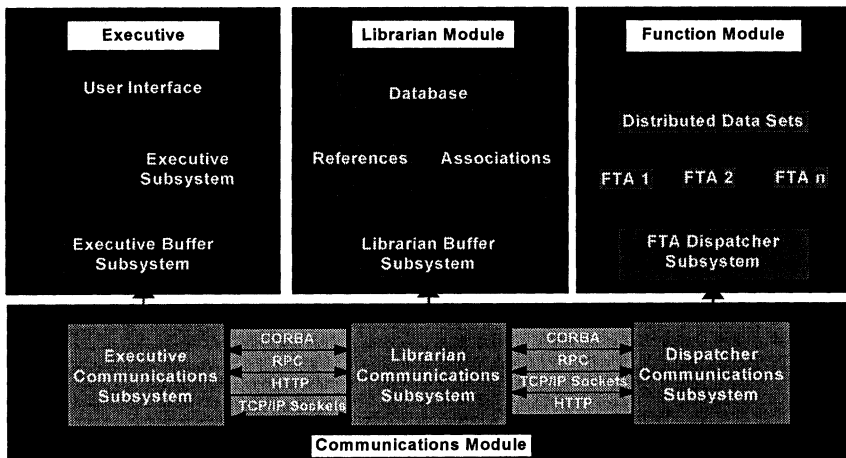 Executive
User Interface
Executive
Subsystem
Executive Buffer
Subsystem
Librarian Module
Database
References
Associations
Librarian Buffer
Subsystem
Function Module
Distributed Data Sets
FTA 1
FTA 2
FTA n
FTA Dispatcher
Subsystem
Executive
Communications
Subsystem
CORBA
RPC
HTTP
TCP/IP Sockets
Librarian
Communications
Subsystem
CORBA
RPC
TCP/IP Sockets
HTTP
Dispatcher
Communications
Subsystem
Communications Module